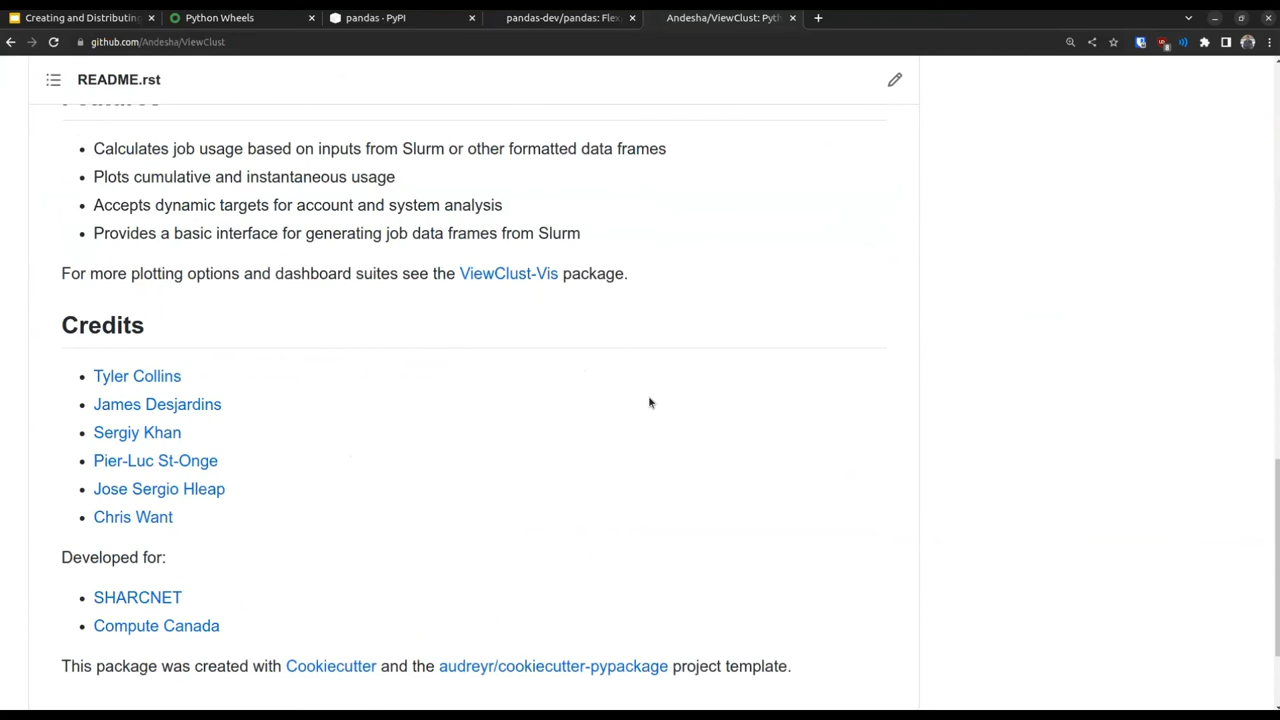 Creating and Distributing
Python Wheels
pandas · PyPI
pandas-dev/pandas: Flex
Andesha/ViewClust: Pyth
github.com/Andesha/ViewClust
README.rst
Features
Calculates job usage based on inputs from Slurm or other formatted data frames
Plots cumulative and instantaneous usage
Accepts dynamic targets for account and system analysis
Provides a basic interface for generating job data frames from Slurm
For more plotting options and dashboard suites see the ViewClust-Vis package.
Credits
Tyler Collins
James Desjardins
Sergiy Khan
Pier-Luc St-Onge
Jose Sergio Hleap
Chris Want
Developed for:
SHARCNET
Compute Canada
This package was created with Cookiecutter and the audreyr/cookiecutter-pypackage project template.